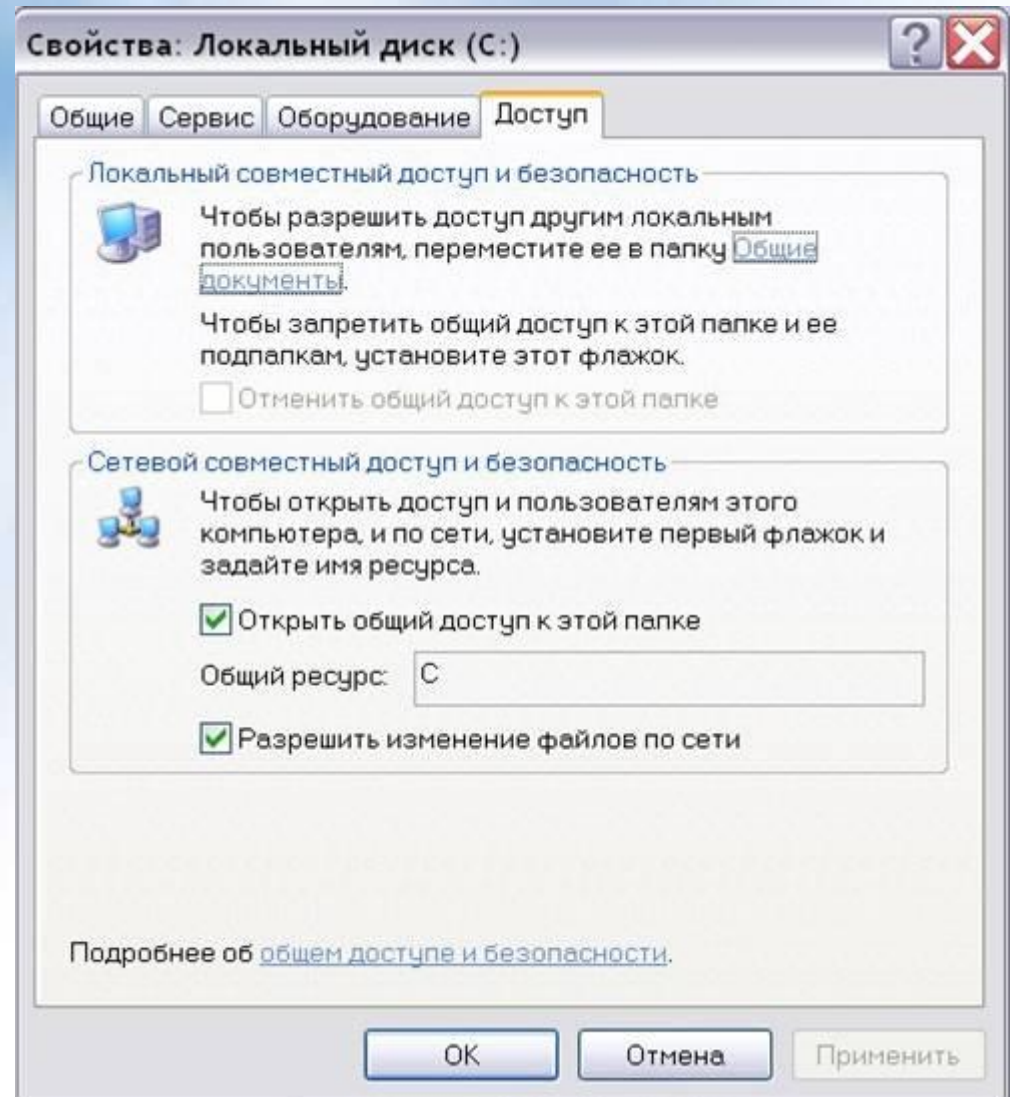 Свойства: Локальный диск (C:)
Общие Сервис Оборудование Доступ
Локальный совместный доступ и безопасность
Чтобы разрешить доступ другим локальным
пользователям, переместите ее в папку Общие
документы.
Чтобы запретить общий доступ к этой папке и ее
подпапкам, установите этот флажок.
Отменить общий доступ к этой папке
Сетевой совместный доступ и безопасность
Чтобы открыть доступ и пользователям этого
компьютера, и по сети, установите первый флажок и
задайте имя ресурса.
Открыть общий доступ к этой папке
Общий ресурс: C
Разрешить изменение файлов по сети
Подробнее об общем доступе и безопасности.
OK Отмена Применить